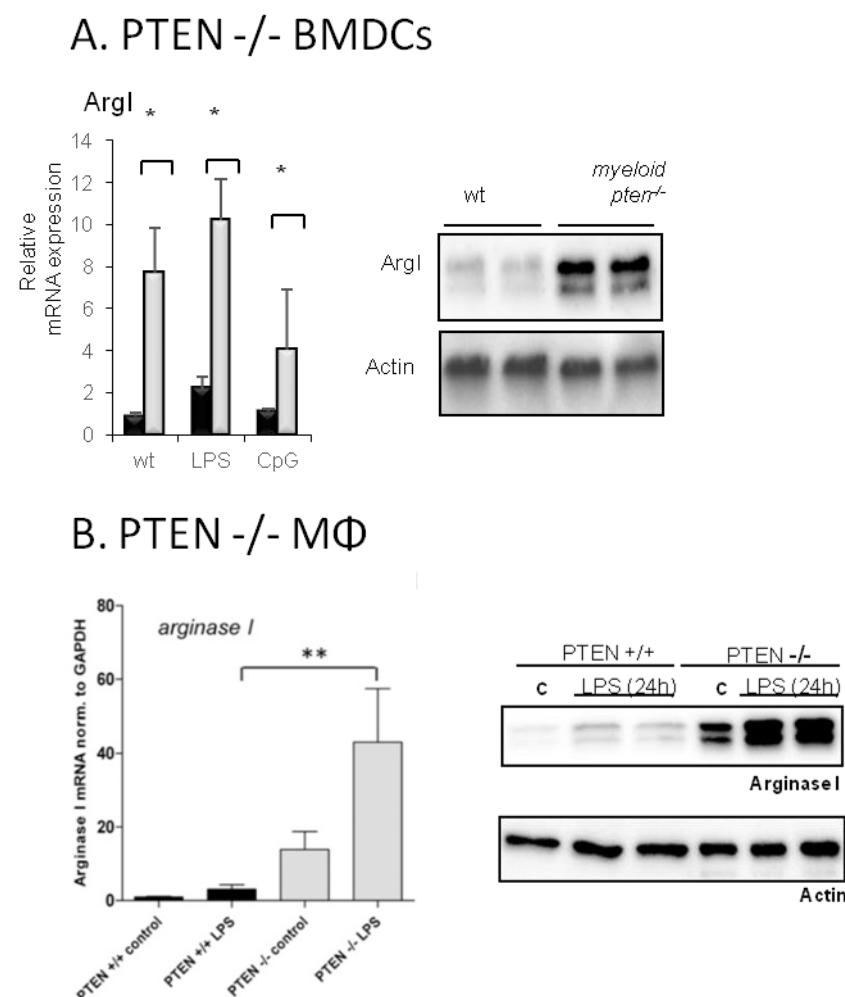 A. PTEN -/- BMDCs
ArgI
*
*
*
Relative
mRNA expression
14
12
10
8
6
4
2
0
wt
LPS
CpG
wt
myeloid
pten-/-
ArgI
Actin
B. PTEN -/- MΦ
arginase I
**
Arginase I mRNA norm. to GAPDH
80
60
40
20
0
PTEN +/+ control
PTEN +/+ LPS
PTEN -/- control
PTEN -/- LPS
PTEN +/+ PTEN -/-
c LPS (24h) c LPS (24h)
Arginase I
Actin